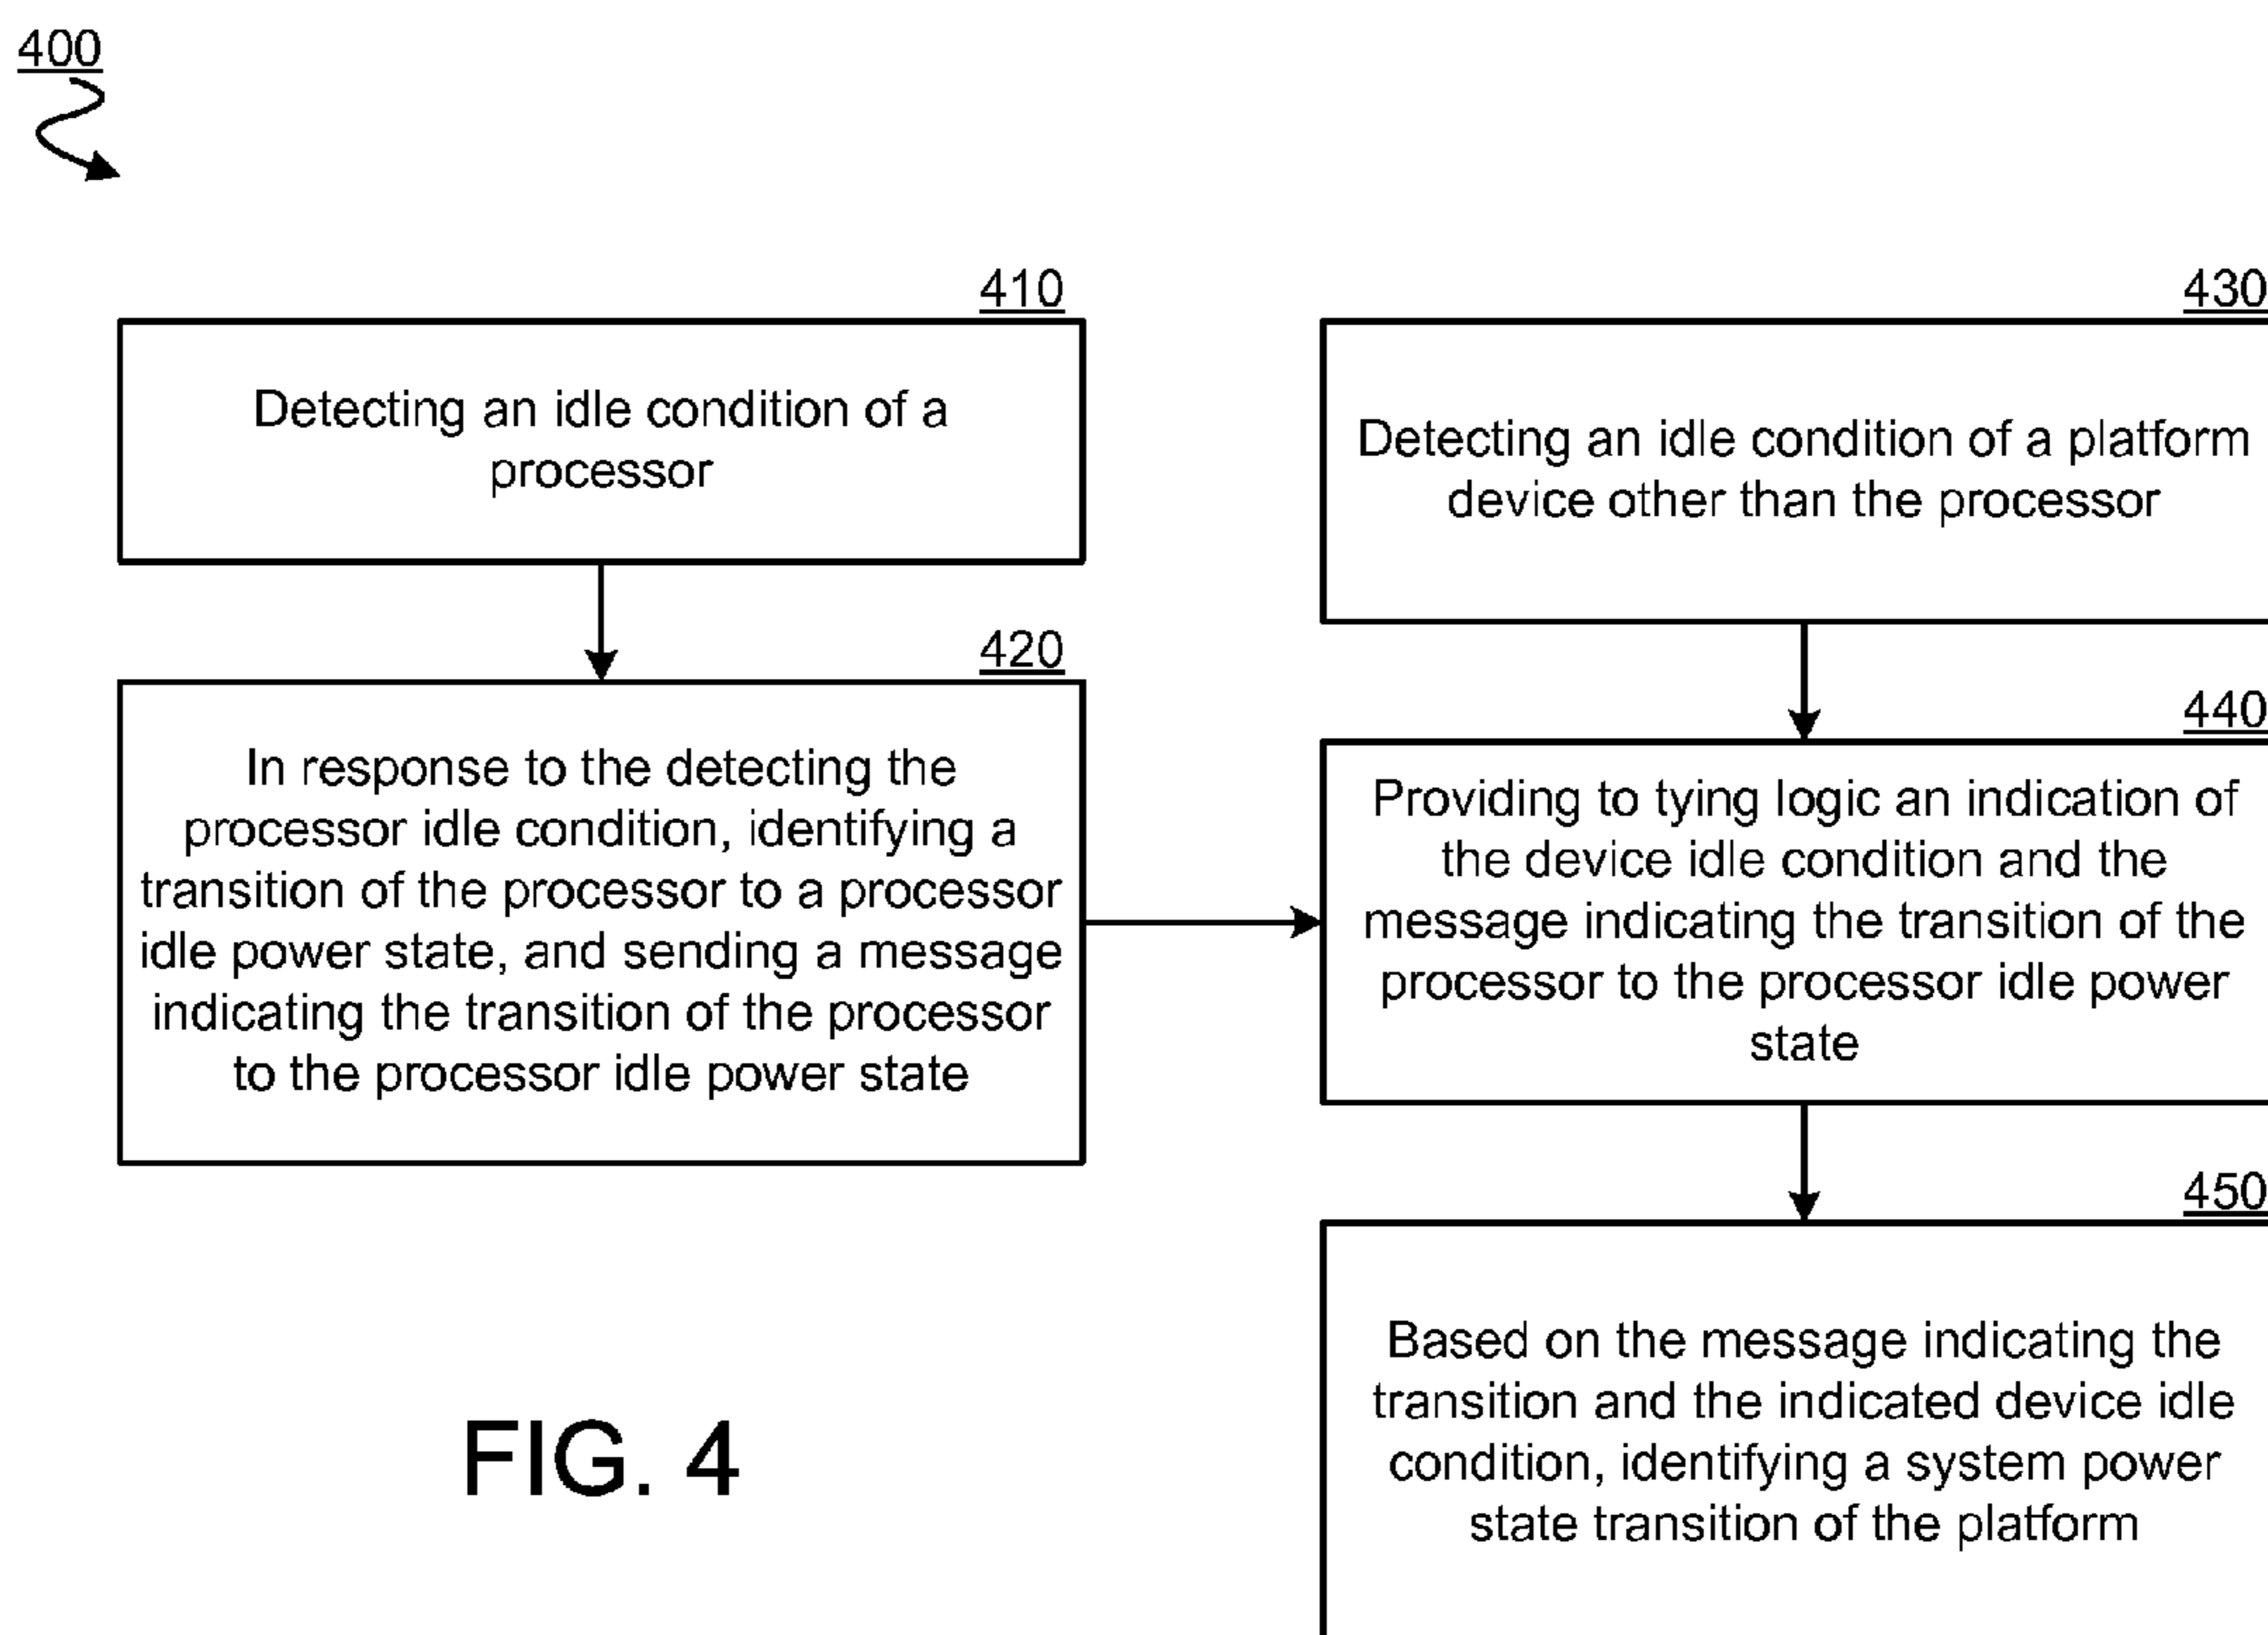 400
410
Detecting an idle condition of a
processor
420
In response to the detecting the
processor idle condition, identifying a
transition of the processor to a processor
idle power state, and sending a message
indicating the transition of the processor
to the processor idle power state
430
Detecting an idle condition of a platform
device other than the processor
440
Providing to tying logic an indication of
the device idle condition and the
message indicating the transition of the
processor to the processor idle power
state
450
Based on the message indicating the
transition and the indicated device idle
condition, identifying a system power
state transition of the platform
FIG. 4